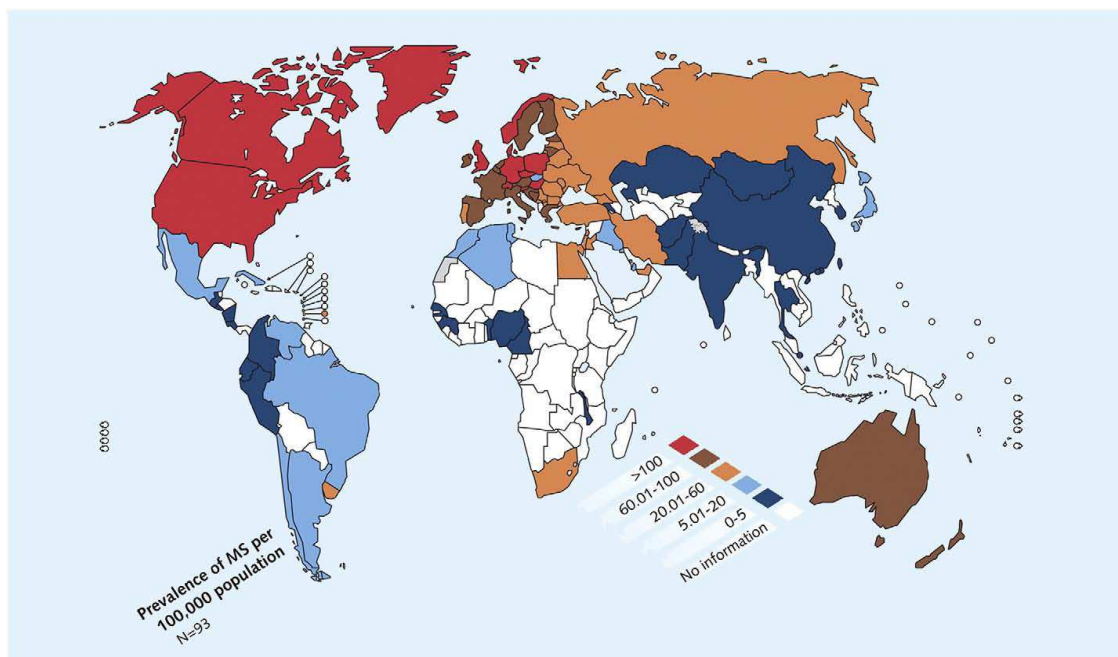 >100
60.01-100
20.01-60
5.01-20
0-5
No information
Prevalence of MS per
100,000 population
N=93